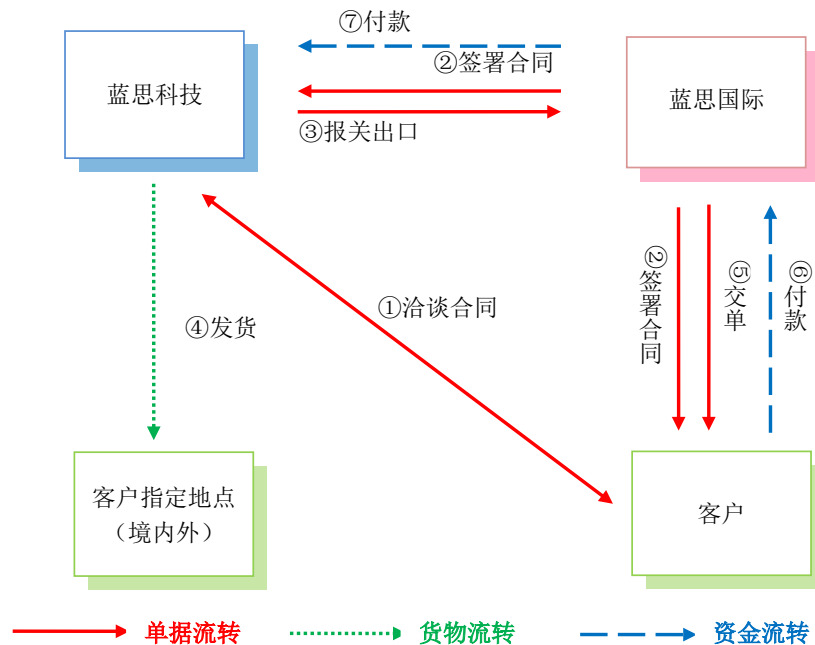 ⑦付款
②签署合同
蓝思科技
蓝思国际
③报关出口
②签署合同
⑤交单
⑥付款
①洽谈合同
④发货
客户指定地点
（境内外）
客户
单据流转
货物流转
资金流转